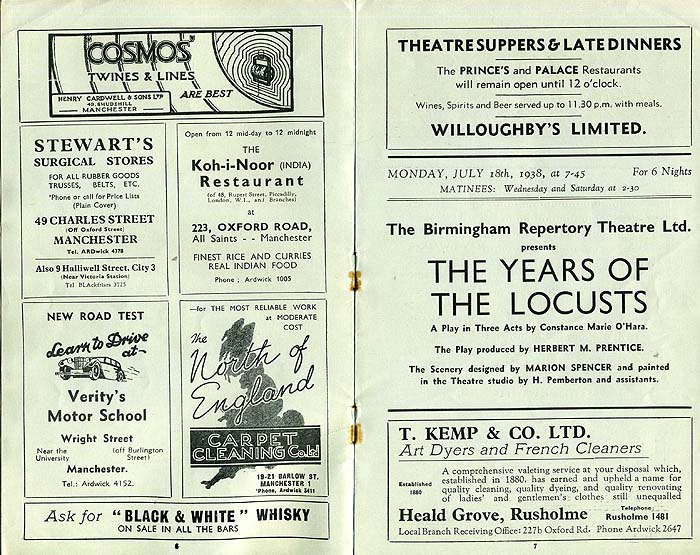 "COSMOS"
TWINES & LINES
ARE BEST
HENRY CARDWELL & SONS LTD
49, SHUDEHILL
MANCHESTER
STEWART'S
SURGICAL STORES
FOR ALL RUBBER GOODS
TRUSSES, BELTS, ETC.
'Phone or call for Price Lists
(Plain Cover)
49 CHARLES STREET
(Off Oxford Street)
MANCHESTER
Tel. ARDwick 4378
Also 9 Halliwell Street, City 3
(Near Victoria Station)
Tel BLAckfriars 3725
Open from 12 mid-day to 12 midnight
THE
Koh-i-Noor (INDIA)
Restaurant
(of 48, Rupert Street, Piccadilly,
London, W.1., and Branches)
at
223, OXFORD ROAD,
All Saints - - Manchester
FINEST RICE AND CURRIES
REAL INDIAN FOOD
Phone ; Ardwick 1005
NEW ROAD TEST
Learn to Drive
at—
Verity's
Motor School
Wright Street
Near the University
(off Burlington Street)
Manchester.
Tel.: Ardwick 4152.
—for THE MOST RELIABLE WORK
at MODERATE
COST
The
North of
England
CARPET
CLEANING Co. Ltd
19-21 BARLOW ST.
MANCHESTER 1
'Phone, Ardwick 3411
Ask for "BLACK & WHITE" WHISKY
ON SALE IN ALL THE BARS
6
THEATRE SUPPERS & LATE DINNERS
The PRINCE'S and PALACE Restaurants
will remain open until 12 o'clock.
Wines, Spirits and Beer served up to 11.30 p.m. with meals.
WILLOUGHBY'S LIMITED.
MONDAY, JULY 18th, 1938, at 7-45 For 6 Nights
MATINEES: Wednesday and Saturday at 2-30
The Birmingham Repertory Theatre Ltd.
presents
THE YEARS OF
THE LOCUSTS
A Play in Three Acts by Constance Marie O'Hara.
The Play produced by HERBERT M. PRENTICE.
The Scenery designed by MARION SPENCER and painted
in the Theatre studio by H. Pemberton and assistants.
T. KEMP & CO. LTD.
Art Dyers and French Cleaners
Established
1880
A comprehensive valeting service at your disposal which,
established in 1880. has earned and upheld a name for
quality cleaning, quality dyeing, and quality renovating
of ladies' and gentlemen's clothes still unequalled
Heald Grove, Rusholme
Telephone
Rusholme 1481
Local Branch Receiving Office: 227b Oxford Rd. Phone Ardwick 2647
7